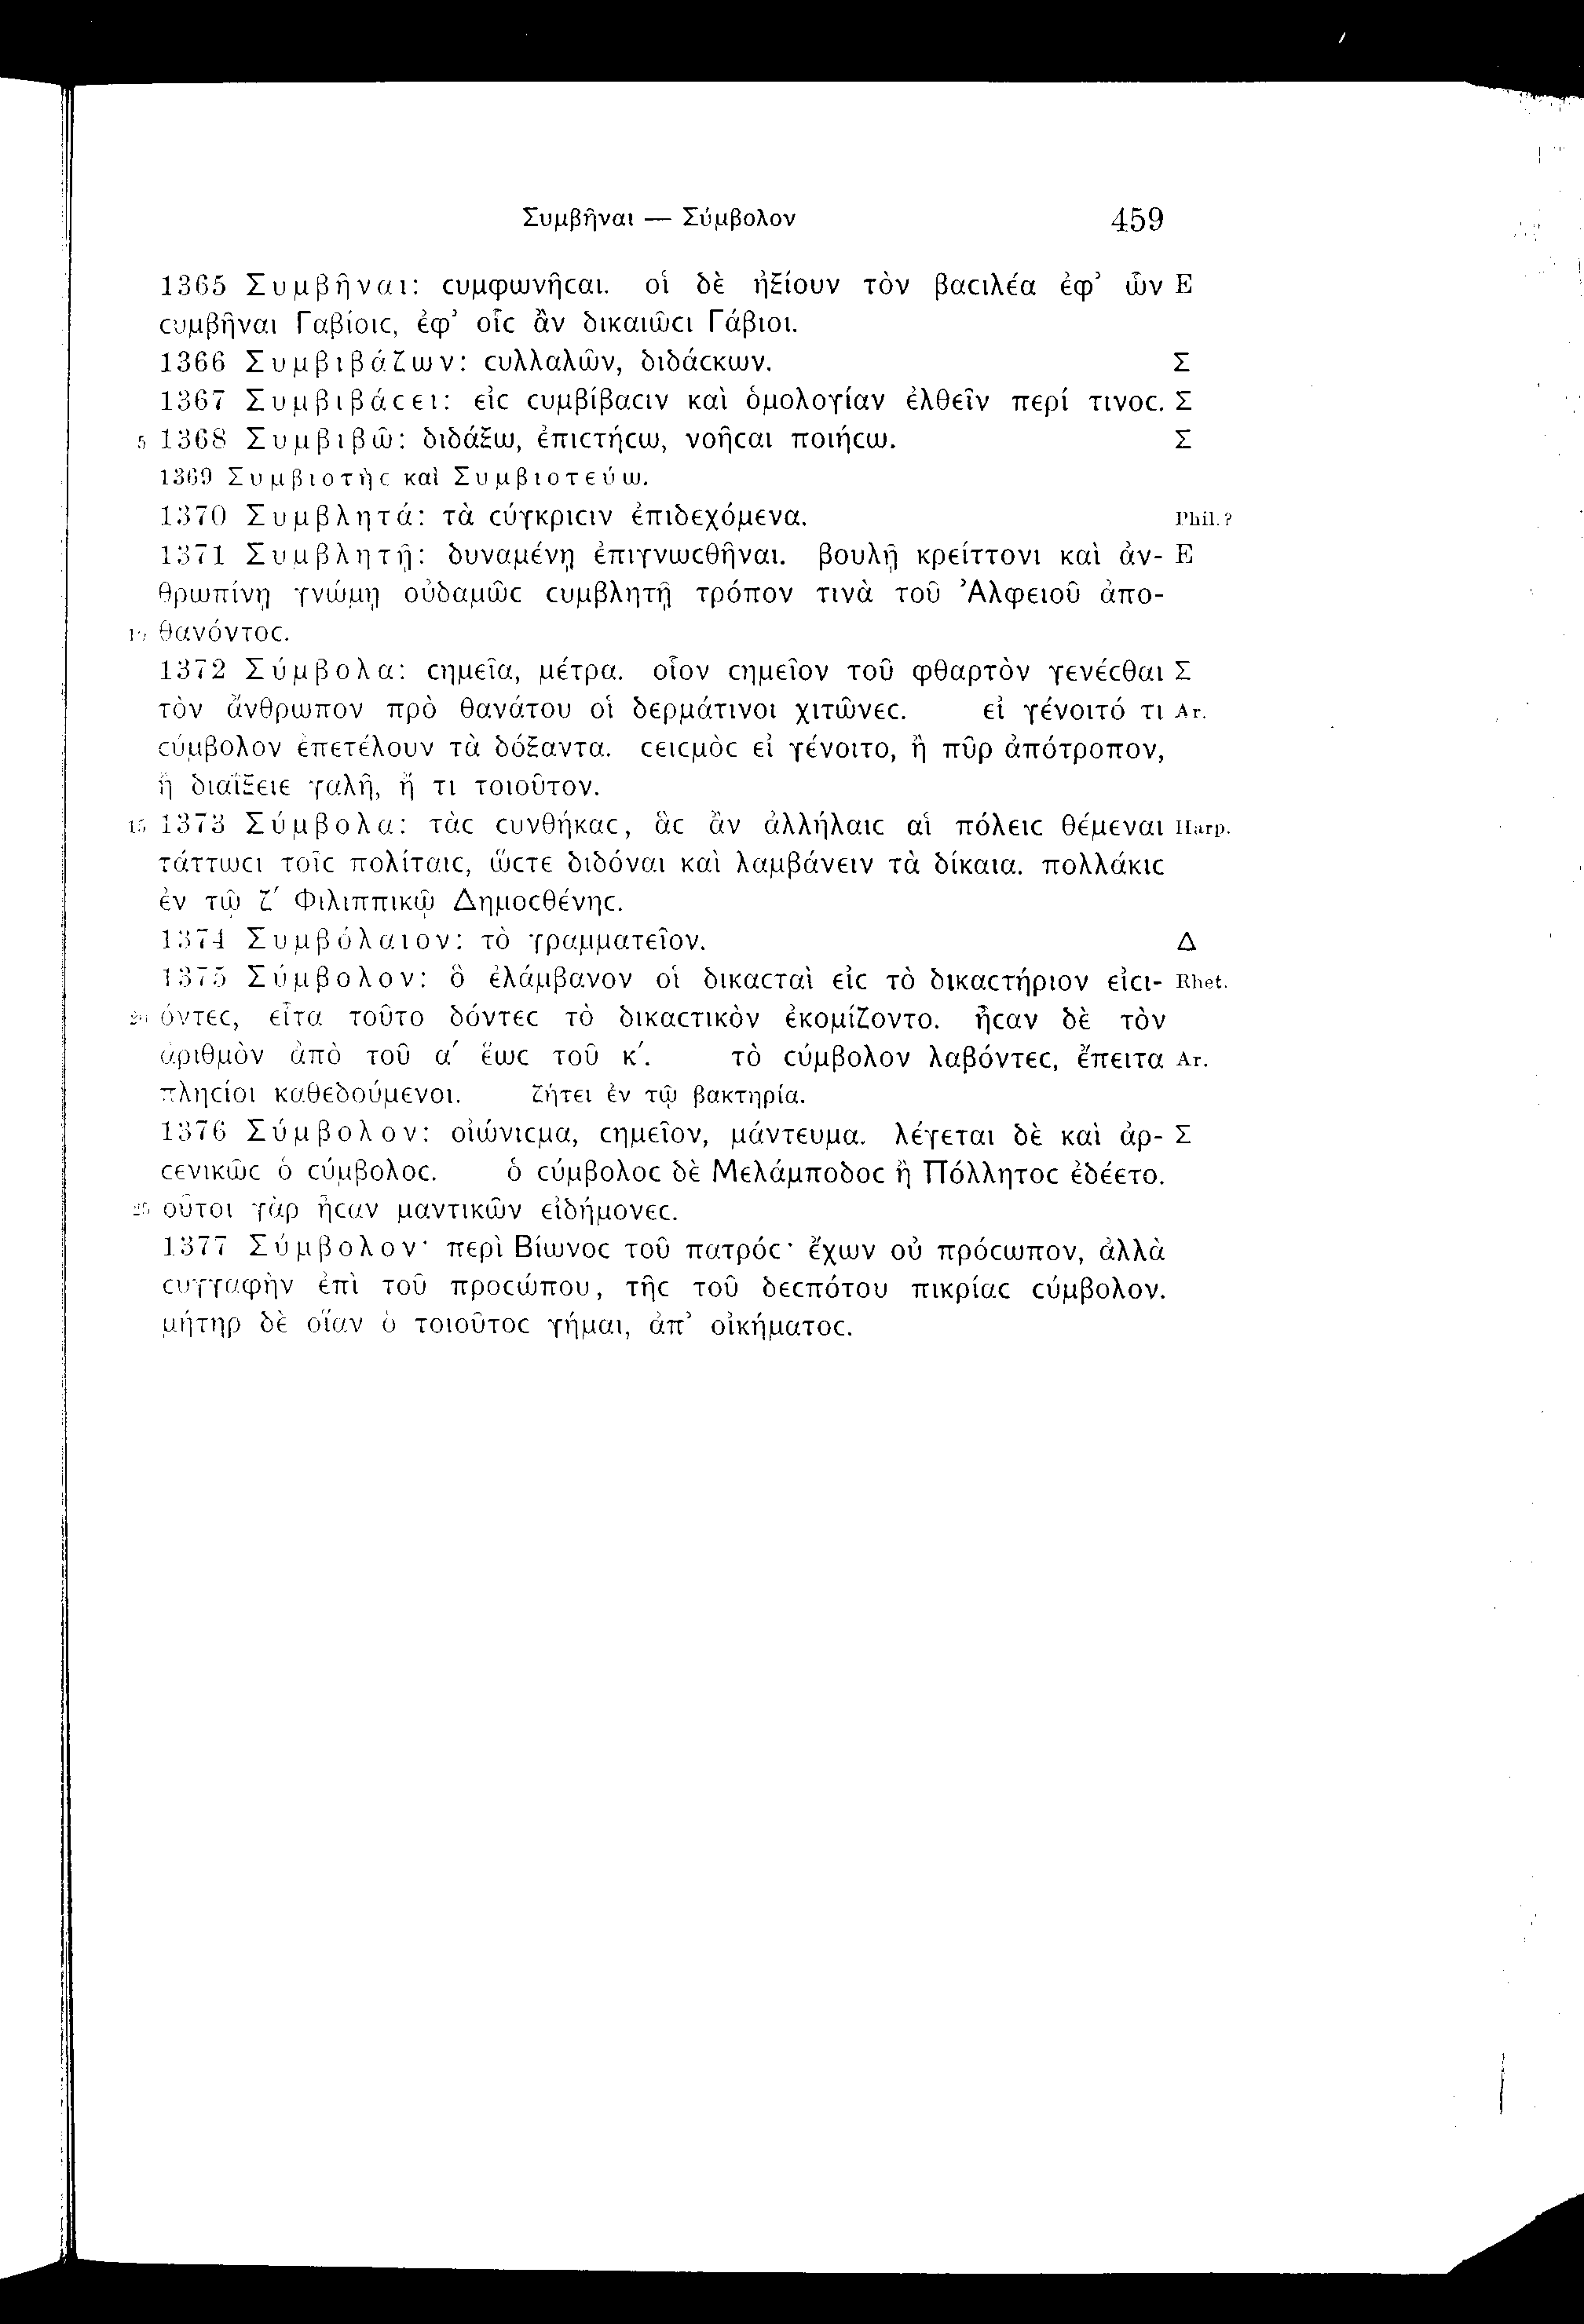 Συμβῆναι — Σύμβολον 459
1365 Συμβῆναι: ϲυμφωνῆϲαι. οἱ δὲ ἠξίουν τὸν βαϲιλέα ἐφ’ ὧν Ε
ϲυμβῆναι Γαβίοιϲ, ἐφ’ οἷϲ ἂν δικαιῶϲι Γάβιοι.
1366 Συμβιβάζων: ϲυλλαλῶν, διδάϲκων. Σ
1367 Συμβιβάϲει: εἰϲ ϲυμβίβαϲιν καὶ ὁμολογίαν ἐλθεῖν περί τινοϲ. Σ
5 1368 Συμβιβῶ: διδάξω, ἐπιϲτήϲω, νοῆϲαι ποιήϲω. Σ
1369 Συμβιοτὴϲ καὶ Συμβιοτεύω.
1370 Συμβλητά: τὰ ϲύγκριϲιν ἐπιδεχόμενα. Phil.?
1371 Συμβλητῇ: δυναμένῃ ἐπιγνωϲθῆναι. βουλῇ κρείττονι καὶ ἀν- Ε
θρωπίνῃ γνώμῃ οὐδαμῶϲ ϲυμβλητῇ τρόπον τινὰ τοῦ Ἀλφειοῦ ἀπο-
10 θανόντοϲ.
1372 Σύμβολα: ϲημεῖα, μέτρα. οἷον ϲημεῖον τοῦ φθαρτὸν γενέϲθαι Σ
τὸν ἄνθρωπον πρὸ θανάτου οἱ δερμάτινοι χιτῶνεϲ. εἰ γένοιτό τι Ar.
ϲύμβολον ἐπετέλουν τὰ δόξαντα. ϲειϲμὸϲ εἰ γένοιτο, ἢ πῦρ ἀπότροπον,
ἢ διαΐξειε γαλῆ, ἤ τι τοιοῦτον.
15 1373 Σύμβολα: τὰϲ ϲυνθήκαϲ, ἃϲ ἂν ἀλλήλαιϲ αἱ πόλειϲ θέμεναι Harp.
τάττωϲι τοῖϲ πολίταιϲ, ὥϲτε διδόναι καὶ λαμβάνειν τὰ δίκαια. πολλάκιϲ
ἐν τῷ ζ′ Φιλιππικῷ Δημοϲθένηϲ.
1374 Συμβόλαιον: τὸ γραμματεῖον. Δ
1375 Σύμβολον: ὃ ἐλάμβανον οἱ δικαϲταὶ εἰϲ τὸ δικαϲτήριον εἰϲι- Rhet.
20 όντεϲ, εἶτα τοῦτο δόντεϲ τὸ δικαϲτικὸν ἐκομίζοντο. ἦϲαν δὲ τὸν
ἀριθμὸν ἀπὸ τοῦ α′ ἕωϲ τοῦ κ′. τὸ ϲύμβολον λαβόντεϲ, ἔπειτα Ar.
πληϲίοι καθεδούμενοι. ζήτει ἐν τῷ βακτηρία.
1376 Σύμβολον: οἰώνιϲμα, ϲημεῖον, μάντευμα. λέγεται δὲ καὶ ἀρ- Σ
ϲενικῶϲ ὁ ϲύμβολοϲ. ὁ ϲύμβολοϲ δὲ Μελάμποδοϲ ἢ Πόλλητοϲ ἐδέετο.
25 οὗτοι γὰρ ἦϲαν μαντικῶν εἰδήμονεϲ.
1377 Σύμβολον· περὶ Βίωνοϲ τοῦ πατρόϲ· ἔχων οὐ πρόϲωπον, ἀλλὰ
ϲυγγαφὴν ἐπὶ τοῦ προϲώπου, τῆϲ τοῦ δεϲπότου πικρίαϲ ϲύμβολον.
μήτηρ δὲ οἵαν ὁ τοιοῦτοϲ γήμαι, ἀπ’ οἰκήματοϲ.